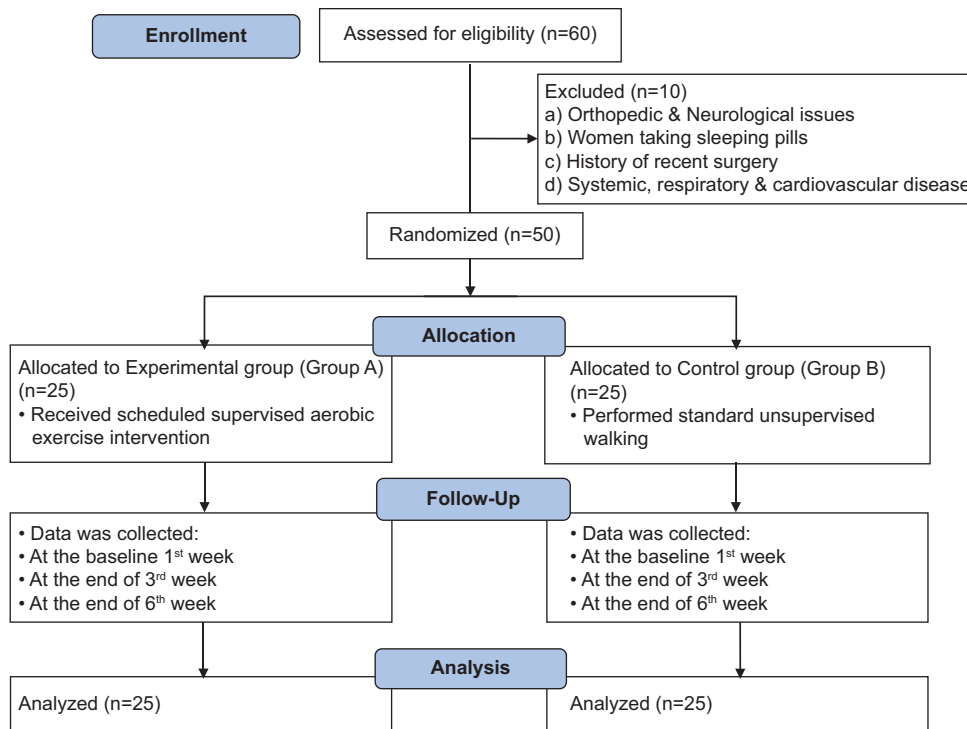 Enrollment
Assessed for eligibility (n=60)
Excluded (n=10)
a) Orthopedic & Neurological issues
b) Women taking sleeping pills
c) History of recent surgery
d) Systemic, respiratory & cardiovascular disease
Randomized (n=50)
Allocation
Allocated to Experimental group (Group A)
(n=25)
• Received scheduled supervised aerobic
exercise intervention
Allocated to Control group (Group B)
(n=25)
• Performed standard unsupervised
walking
Follow-Up
• Data was collected:
• At the baseline 1st week
• At the end of 3rd week
• At the end of 6th week
• Data was collected:
• At the baseline 1st week
• At the end of 3rd week
• At the end of 6th week
Analysis
Analyzed (n=25)
Analyzed (n=25)